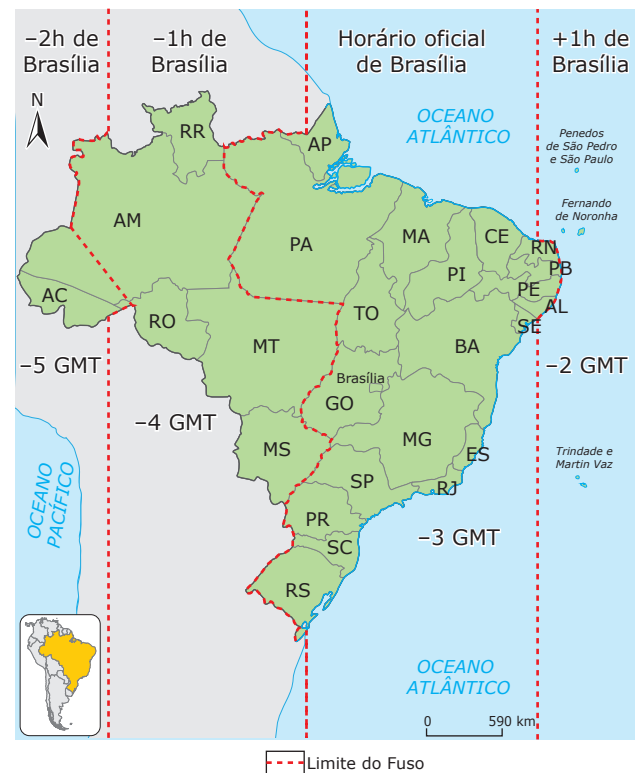 –2h de
Brasília
–1h de
Brasília
Horário oficial
de Brasília
+1h de
Brasília
N
OCEANO
ATLÂNTICO
Penedos
de São Pedro
e São Paulo
Fernando
de Noronha
RR
AP
AM
PA
MA
CE
RN
PB
PI
PE
AL
SE
AC
RO
TO
MT
BA
Brasília
GO
–5 GMT
–4 GMT
–2 GMT
MS
MG
ES
SP
RJ
Trindade e
Martin Vaz
OCEANO
PACÍFICO
PR
SC
–3 GMT
RS
OCEANO
ATLÂNTICO
0 590 km
Limite do Fuso